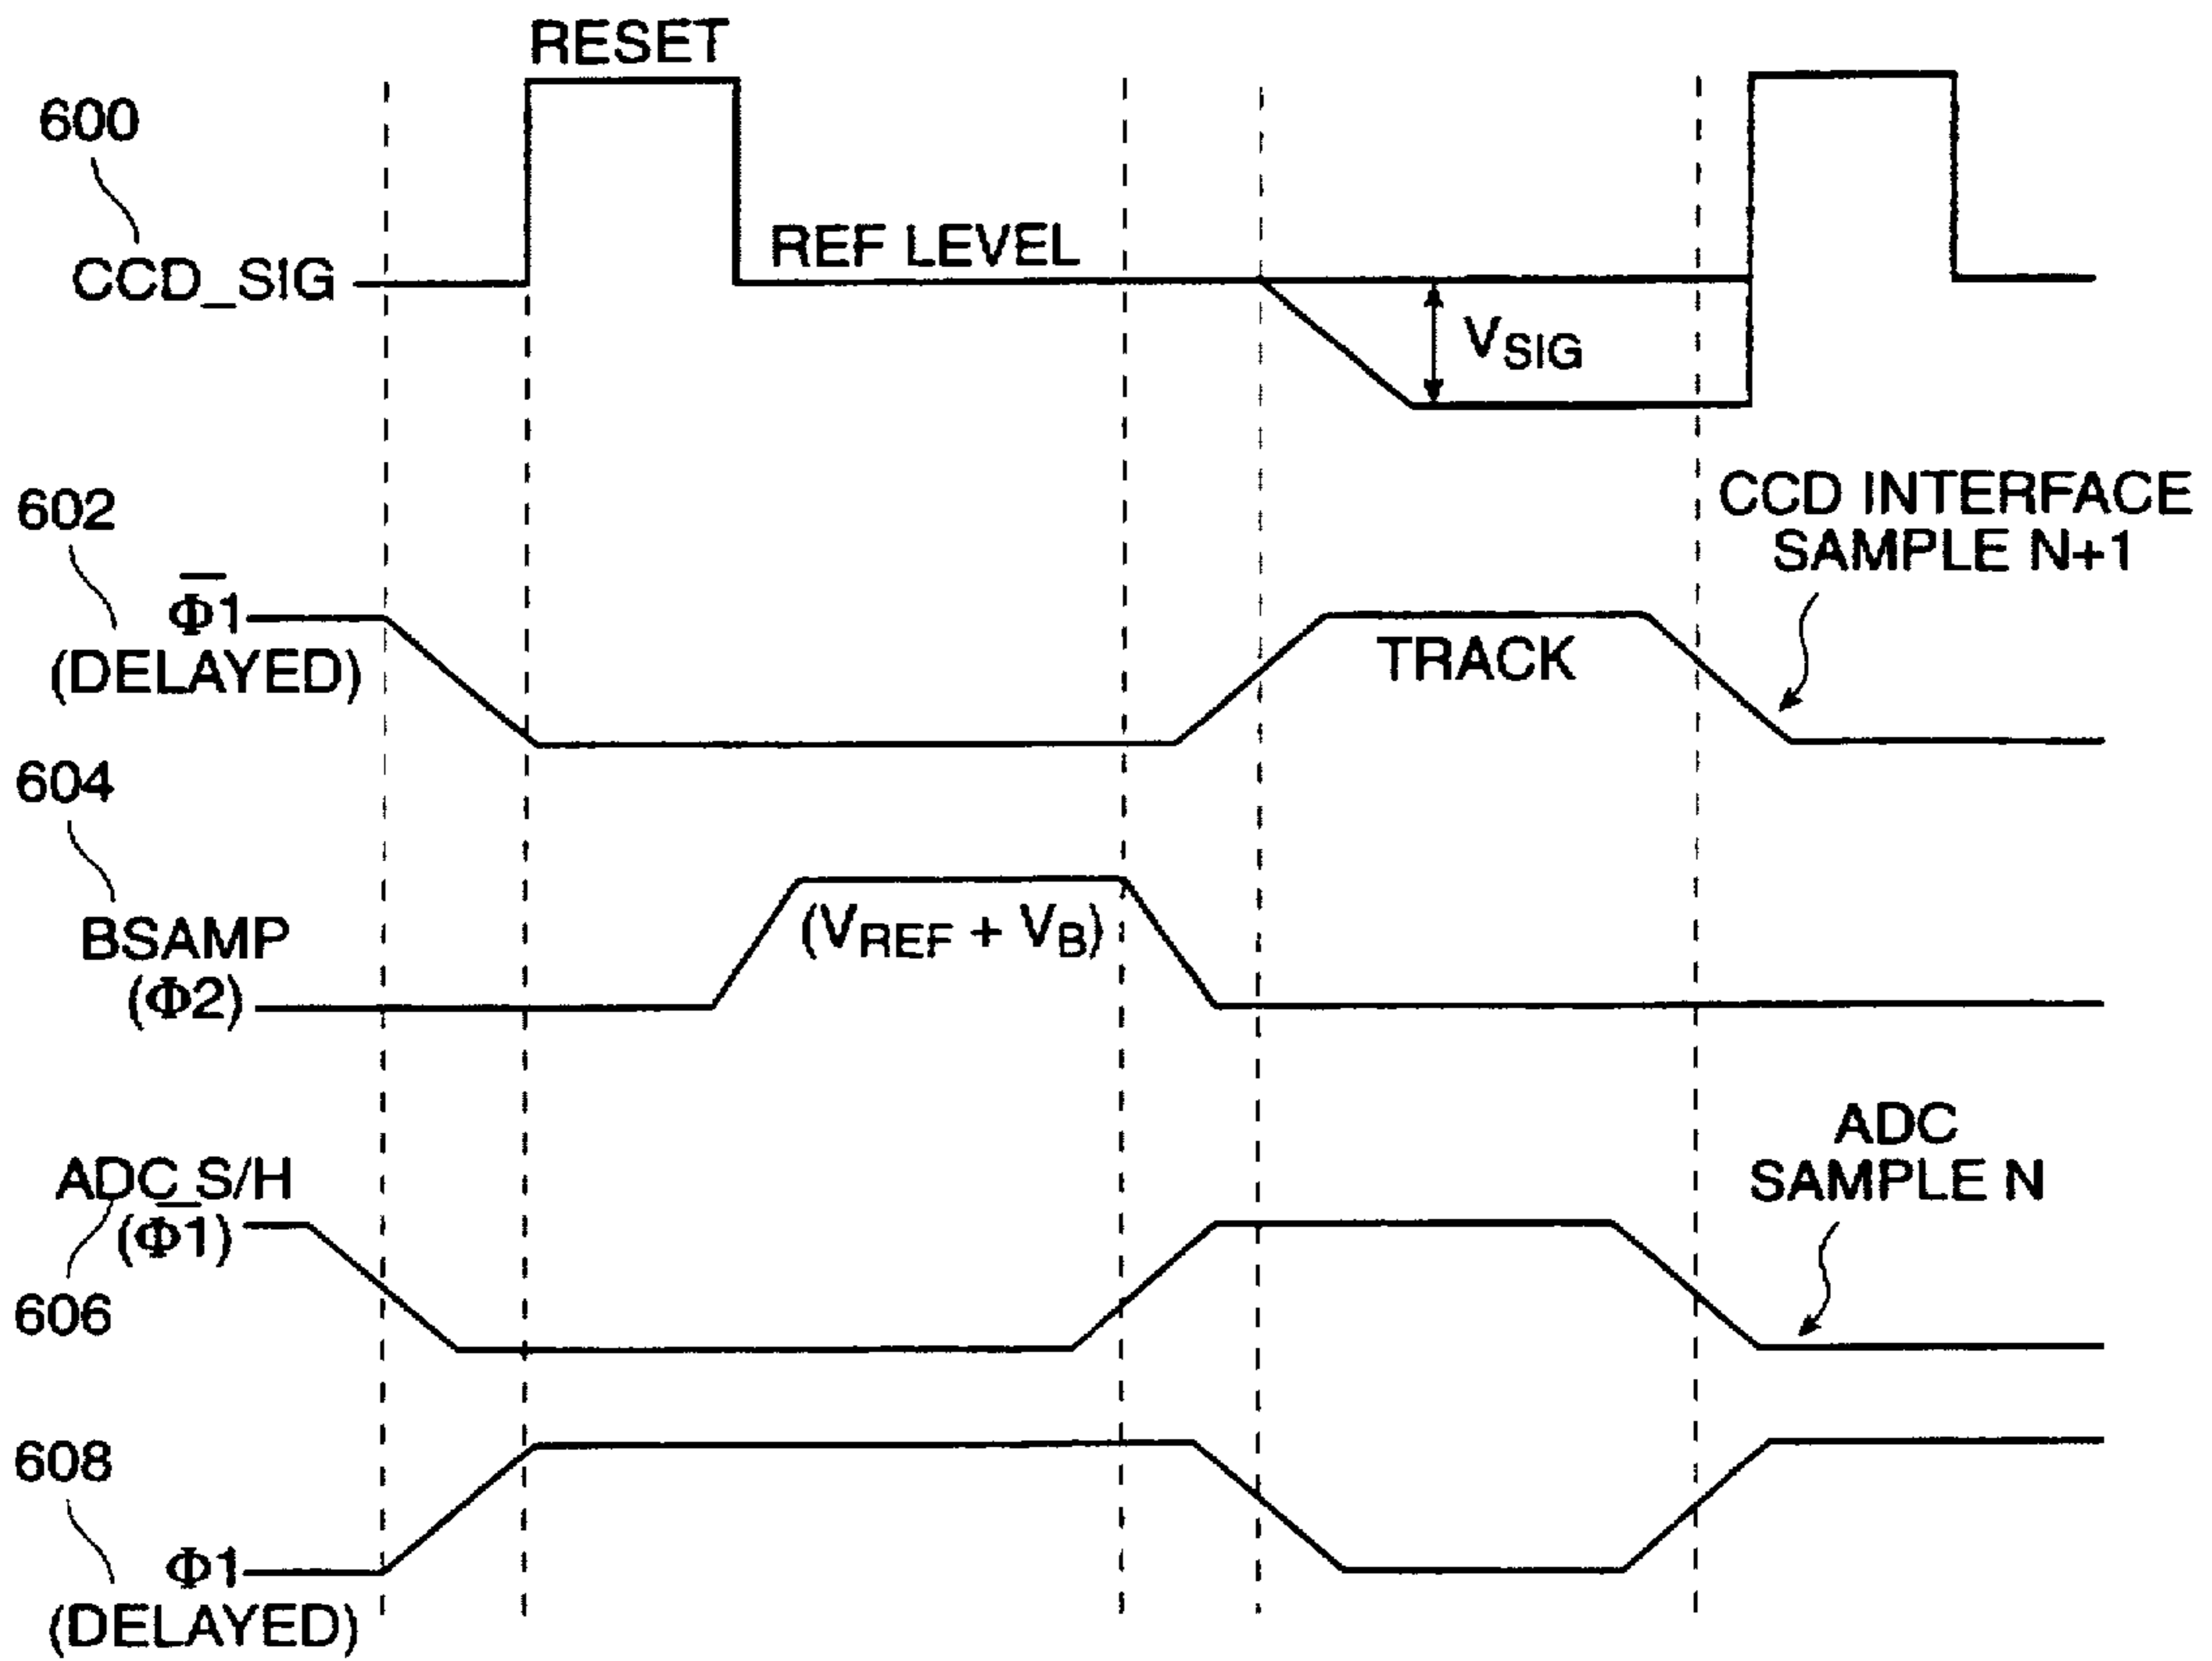 RESET
600
CCD_SIG
REF LEVEL
VSIG
602
Φ̅1
(DELAYED)
TRACK
CCD INTERFACE
SAMPLE N+1
604
BSAMP
(Φ2)
(VREF + VB)
ADC_S/H
(Φ̅1)
606
ADC
SAMPLE N
608
Φ1
(DELAYED)